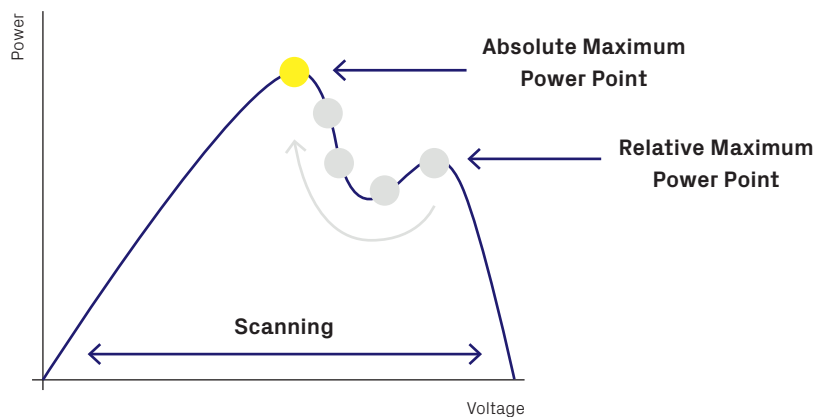 Power
Absolute Maximum
Power Point
Relative Maximum
Power Point
Scanning
Voltage